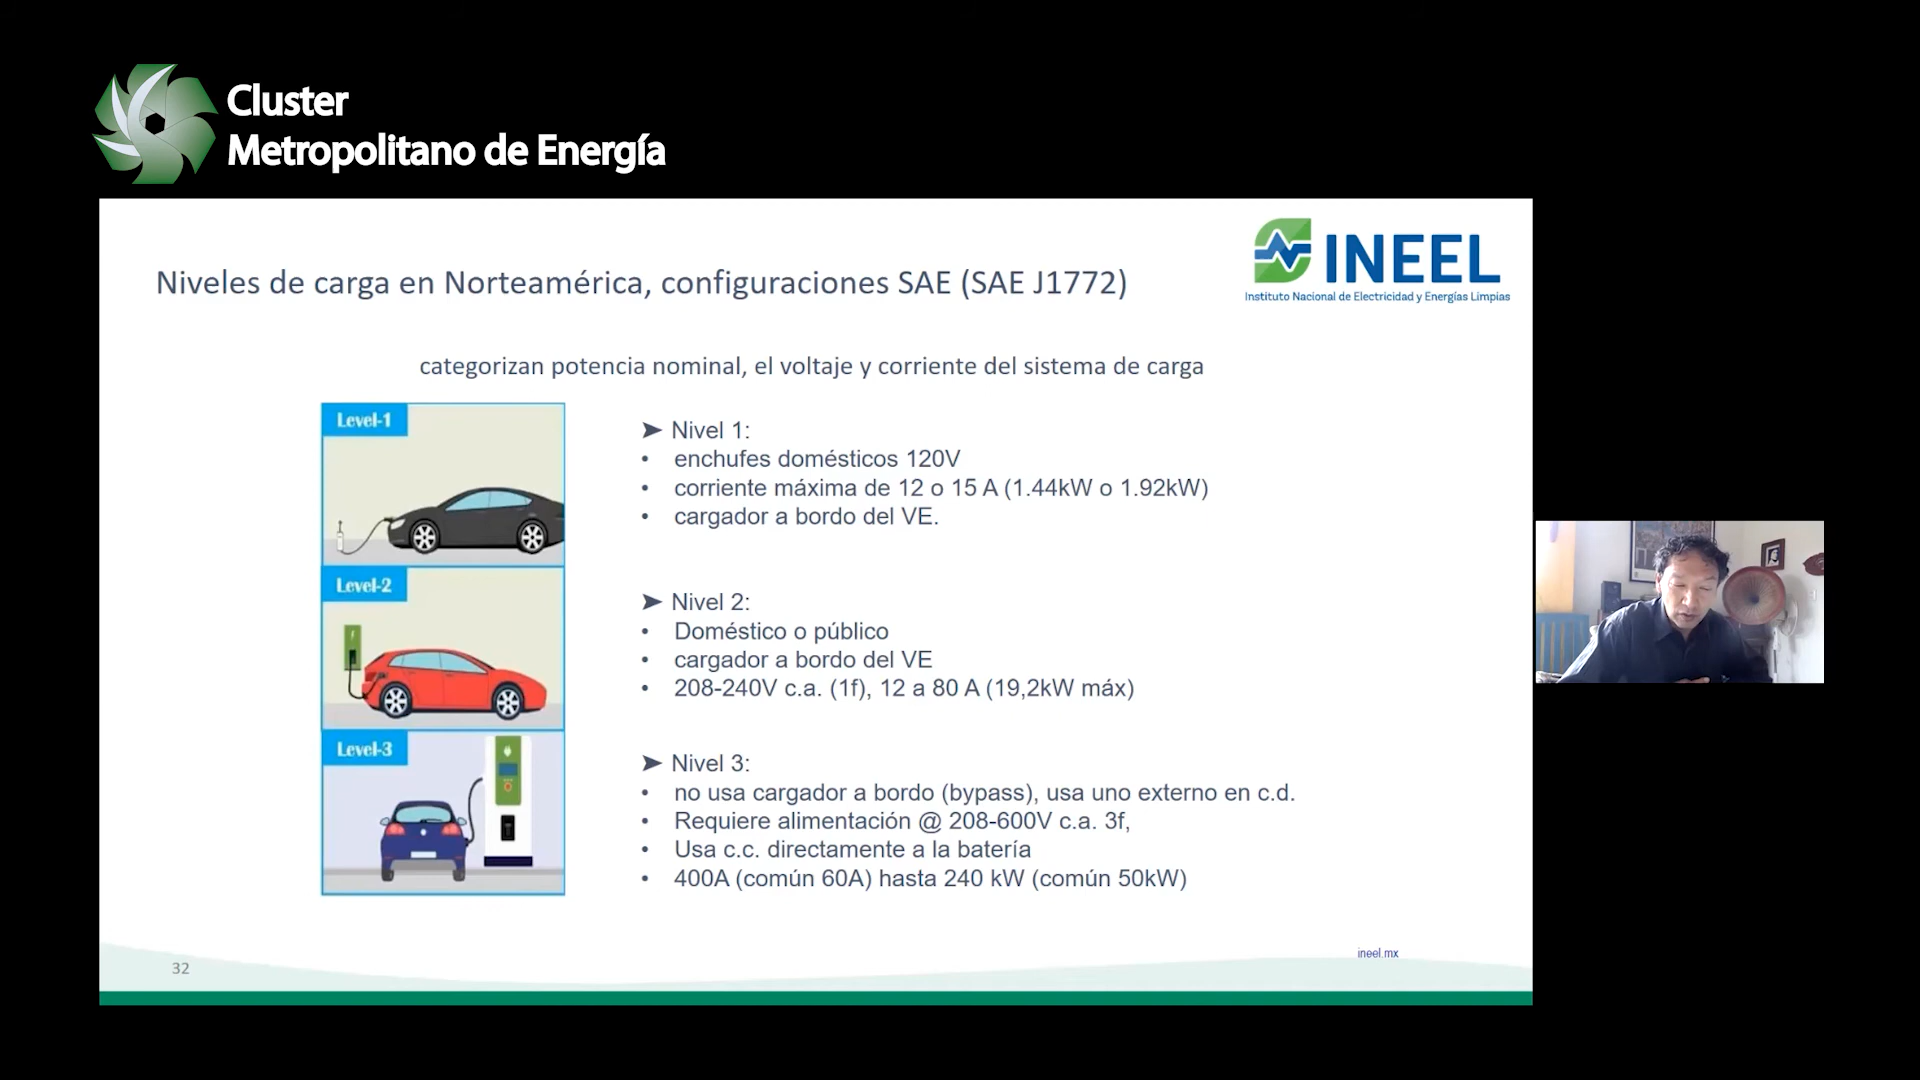 Cluster
Metropolitano de Energía
INEEL
Instituto Nacional de Electricidad y Energías Limpias
Niveles de carga en Norteamérica, configuraciones SAE (SAE J1772)
categorizan potencia nominal, el voltaje y corriente del sistema de carga
Level-1
➤ Nivel 1:
• enchufes domésticos 120V
• corriente máxima de 12 o 15 A (1.44kW o 1.92kW)
• cargador a bordo del VE.
Level-2
➤ Nivel 2:
• Doméstico o público
• cargador a bordo del VE
• 208-240V c.a. (1f), 12 a 80 A (19,2kW máx)
Level-3
➤ Nivel 3:
• no usa cargador a bordo (bypass), usa uno externo en c.d.
• Requiere alimentación @ 208-600V c.a. 3f,
• Usa c.c. directamente a la batería
• 400A (común 60A) hasta 240 kW (común 50kW)
ineel.mx
32